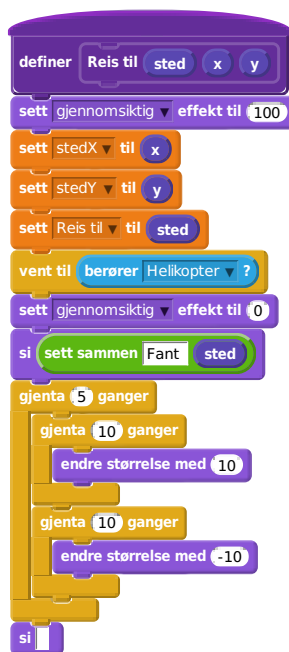 definer Reis til sted x y
sett gjennomsiktig effekt til 100
sett stedX til x
sett stedY til y
sett Reis til til sted
vent til berører Helikopter ?
sett gjennomsiktig effekt til 0
si sett sammen Fant sted
gjenta 5 ganger
gjenta 10 ganger
endre størrelse med 10
gjenta 10 ganger
endre størrelse med -10
si